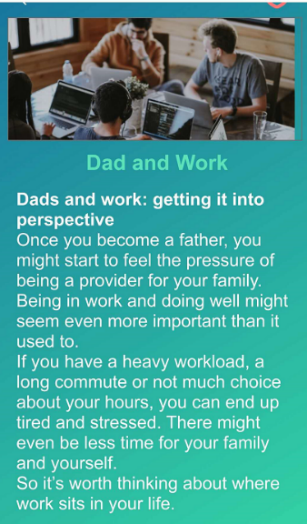 Dad and Work
Dads and work: getting it into
perspective
Once you become a father, you
might start to feel the pressure of
being a provider for your family.
Being in work and doing well might
seem even more important than it
used to.
If you have a heavy workload, a
long commute or not much choice
about your hours, you can end up
tired and stressed. There might
even be less time for your family
and yourself.
So it's worth thinking about where
work sits in your life.